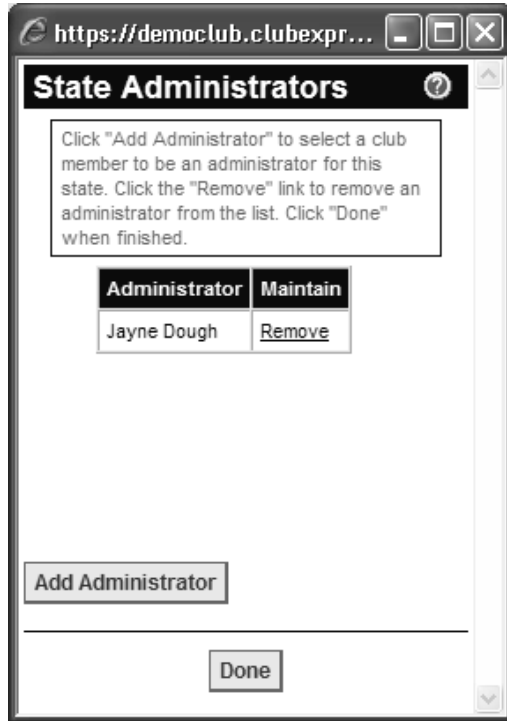 https://democlub.clubexpr...
State Administrators
Click "Add Administrator" to select a club
member to be an administrator for this
state. Click the "Remove" link to remove an
administrator from the list. Click "Done"
when finished.
Administrator Maintain
Jayne Dough Remove
Add Administrator
Done